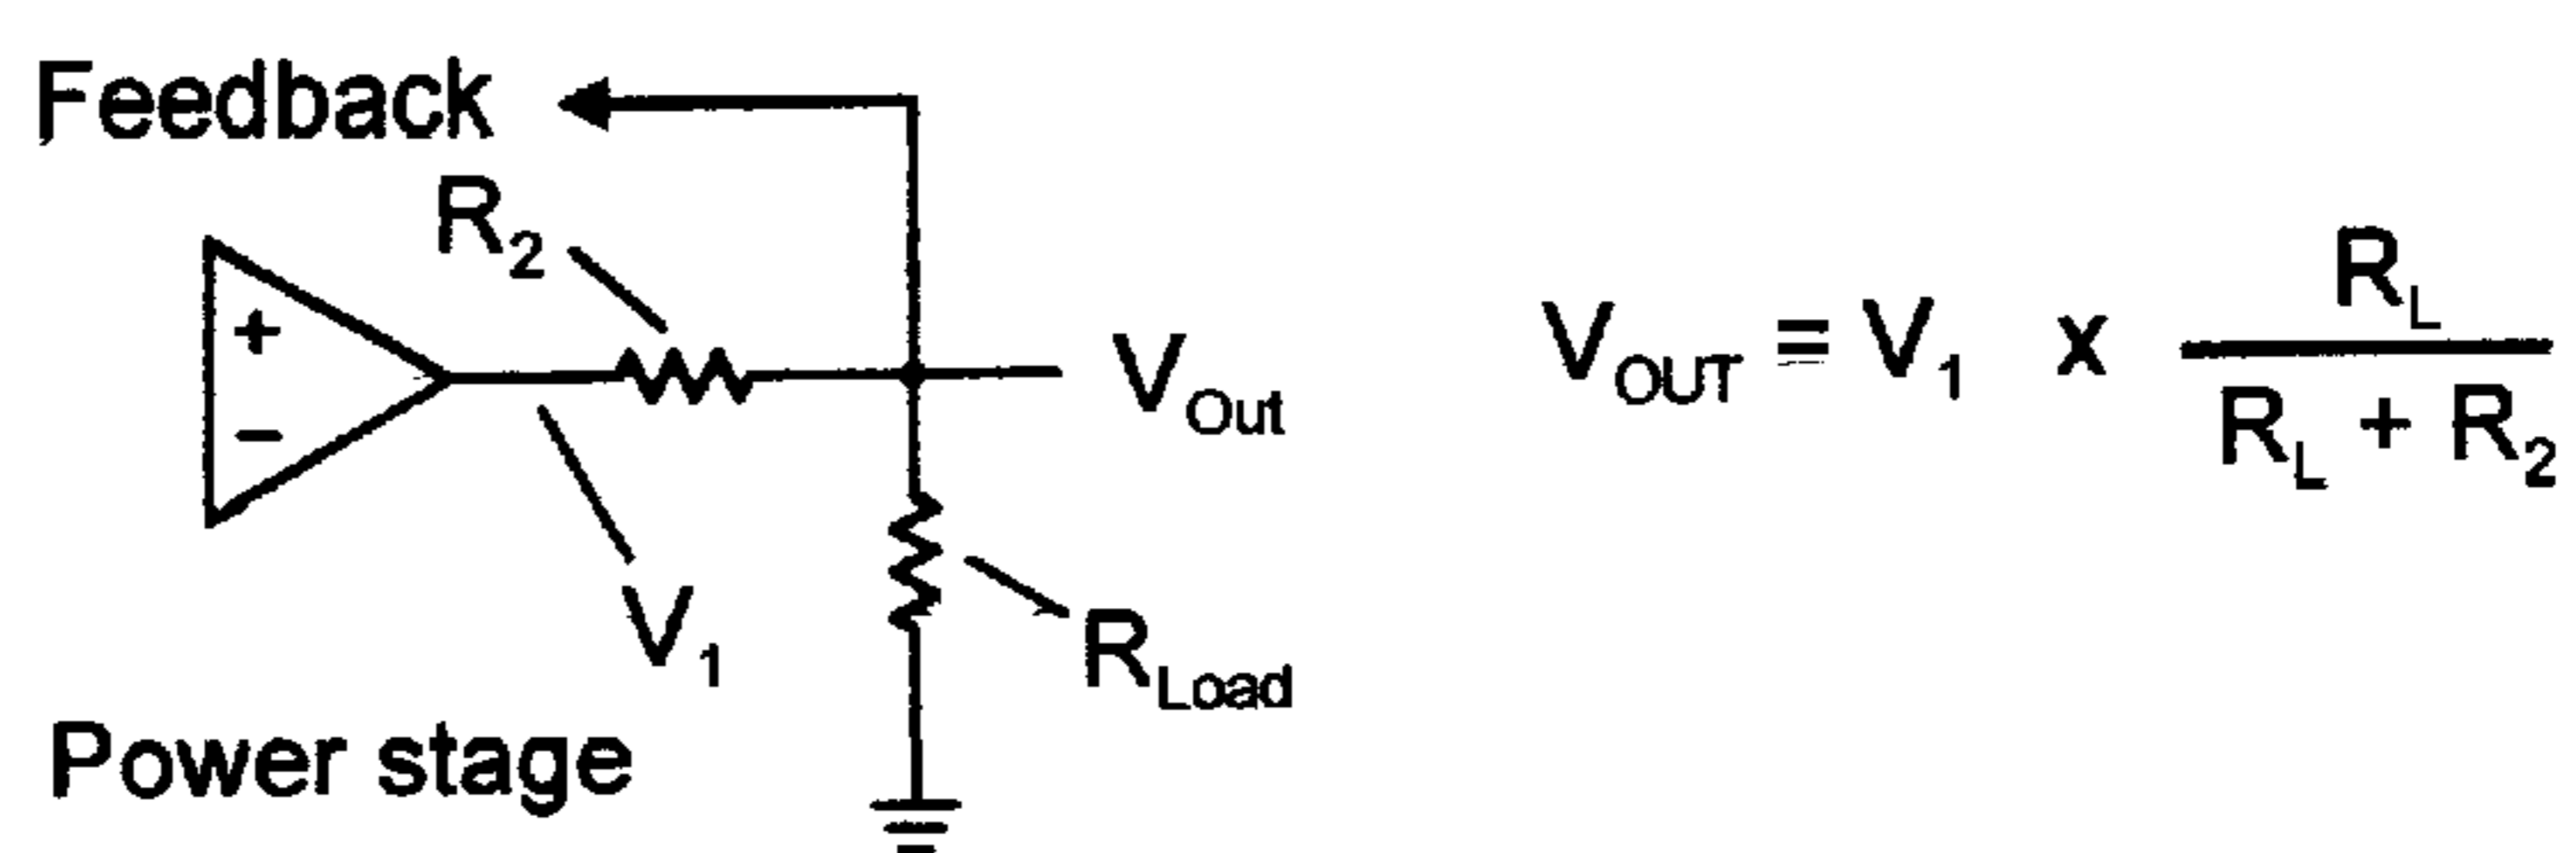 Feedback
R2
+
−
V1
VOut
RLoad
Power stage
VOUT ≡ V1 x RL / RL + R2